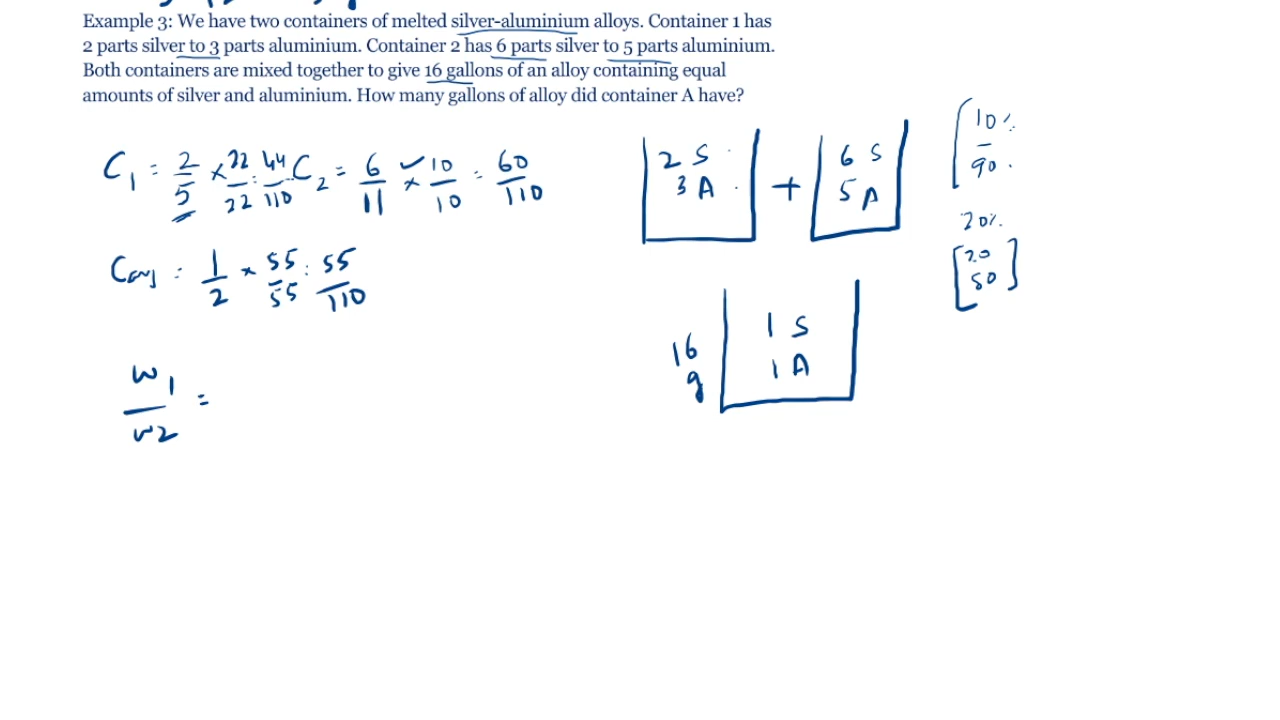 Example 3: We have two containers of melted silver-aluminium alloys. Container 1 has
2 parts silver to 3 parts aluminium. Container 2 has 6 parts silver to 5 parts aluminium.
Both containers are mixed together to give 16 gallons of an alloy containing equal
amounts of silver and aluminium. How many gallons of alloy did container A have?
C₁ = 2/5 × 22/22 = 44/110 C₂ = 6/11 × 10/10 = 60/110
Cavg = 1/2 × 55/55 = 55/110
w1/w2 =
2 S
3 A
+
6 S
5 A
16 g
1 S
1 A
10%
90
20%
20
50